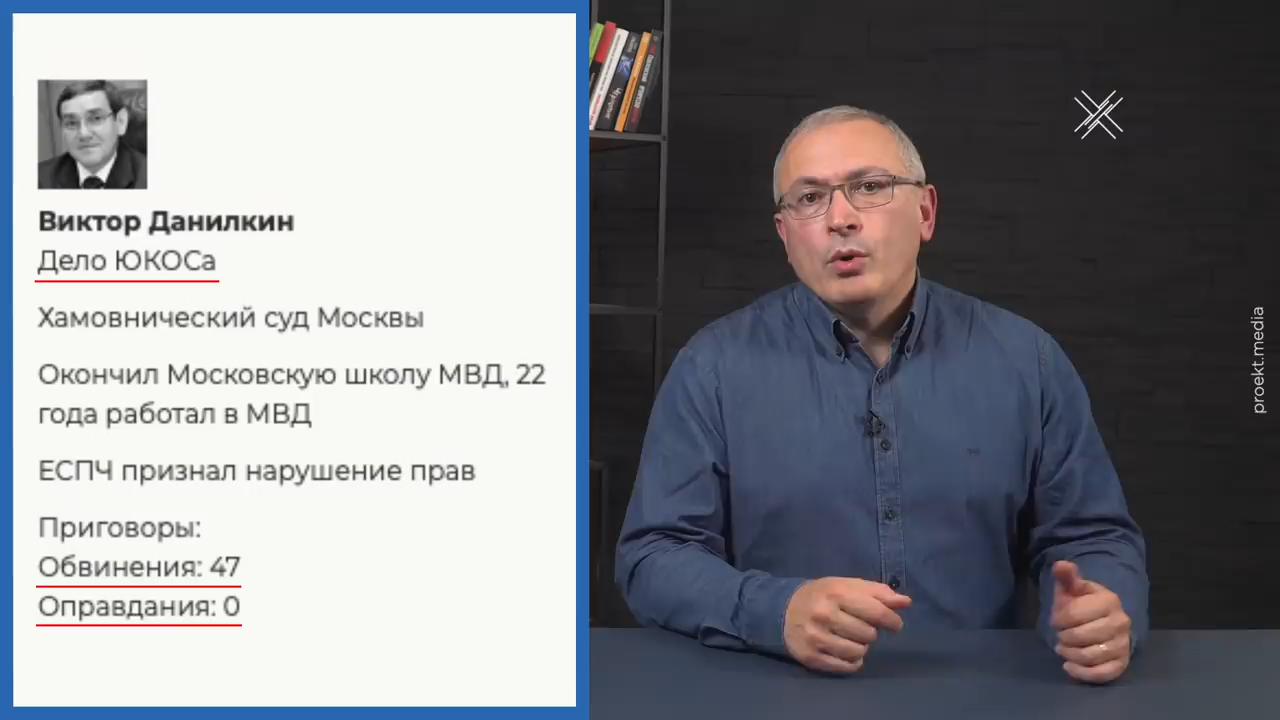 Виктор Данилкин
Дело ЮКОСа
Хамовнический суд Москвы
Окончил Московскую школу МВД, 22
года работал в МВД
ЕСПЧ признал нарушение прав
Приговоры:
Обвинения: 47
Оправдания: 0
proekt.media